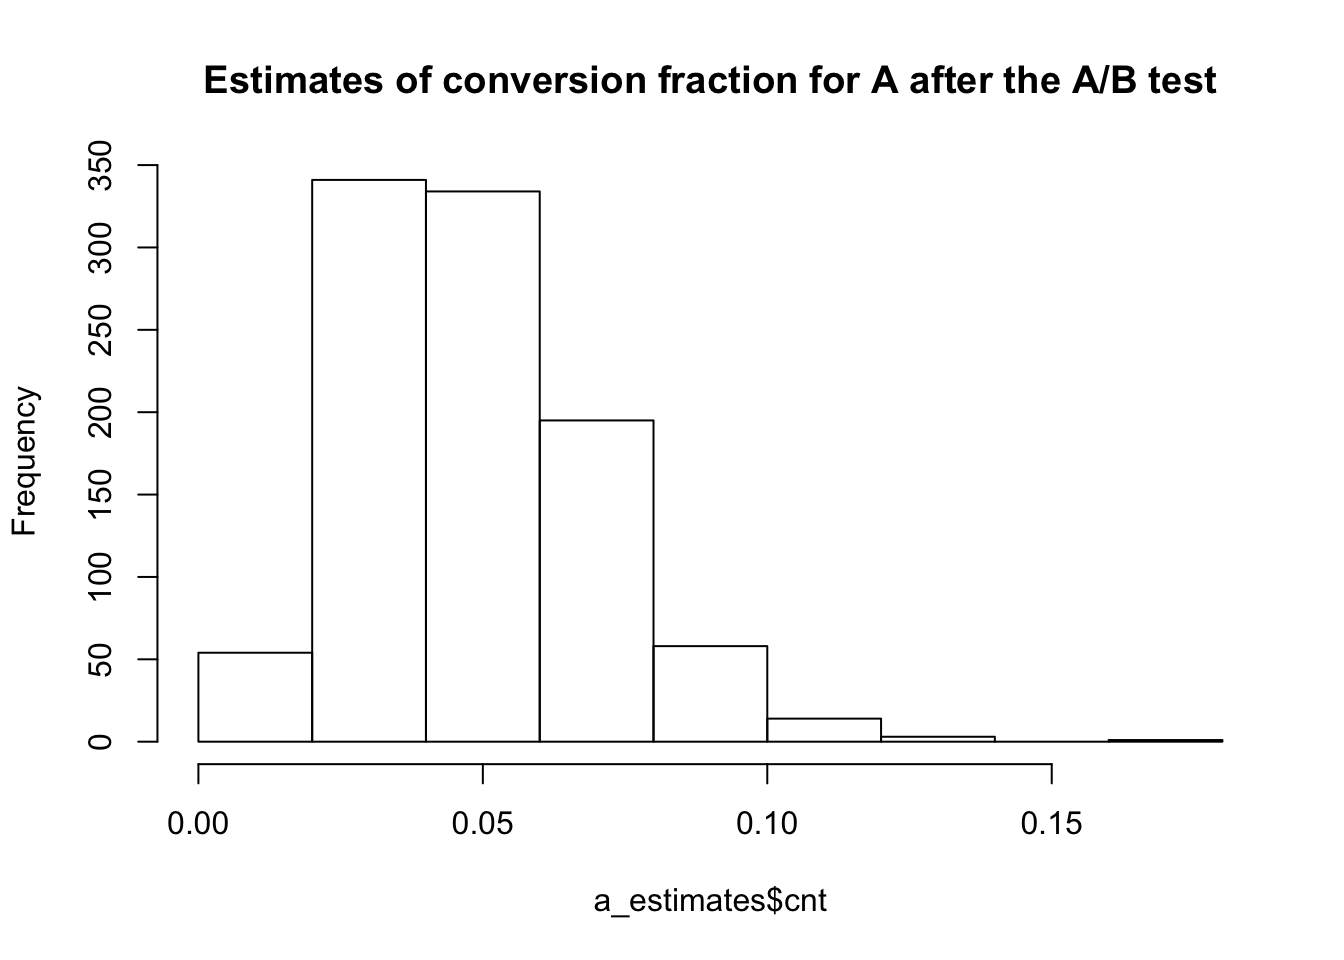 Estimates of conversion fraction for A after the A/B test
Frequency
350
300
250
200
150
100
50
0
0.00 0.05 0.10 0.15
a_estimates$cnt